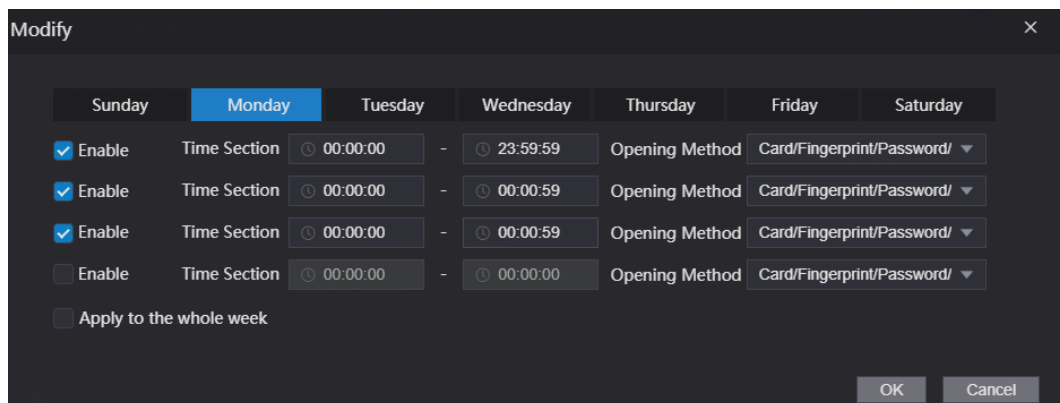 Modify
Sunday Monday Tuesday Wednesday Thursday Friday Saturday
Enable Time Section 00:00:00 - 23:59:59 Opening Method Card/Fingerprint/Password/
Enable Time Section 00:00:00 - 00:00:59 Opening Method Card/Fingerprint/Password/
Enable Time Section 00:00:00 - 00:00:59 Opening Method Card/Fingerprint/Password/
Enable Time Section 00:00:00 - 00:00:00 Opening Method Card/Fingerprint/Password/
Apply to the whole week
OK Cancel